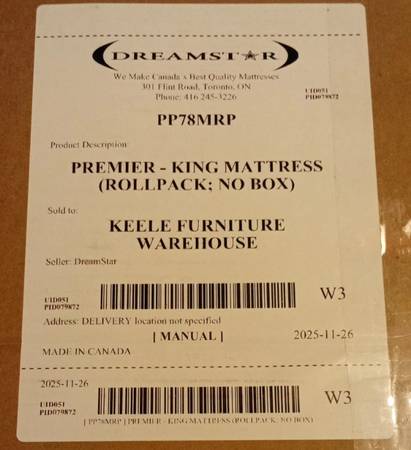 DREAMST★R
We Make Canada's Best Quality Mattresses
301 Flint Road, Toronto, ON
Phone: 416 245-3226
UID051
PID079872
PP78MRP
Product Description:
PREMIER - KING MATTRESS
(ROLLPACK; NO BOX)
Sold to:
KEELE FURNITURE
WAREHOUSE
Seller: DreamStar
UID051
PID079872
W3
Address: DELIVERY location not specified
[ MANUAL ] 2025-11-26
MADE IN CANADA
2025-11-26
UID051
PID079872
W3
[ PP78MRP ] PREMIER - KING MATTRESS (ROLLPACK; NO BOX)